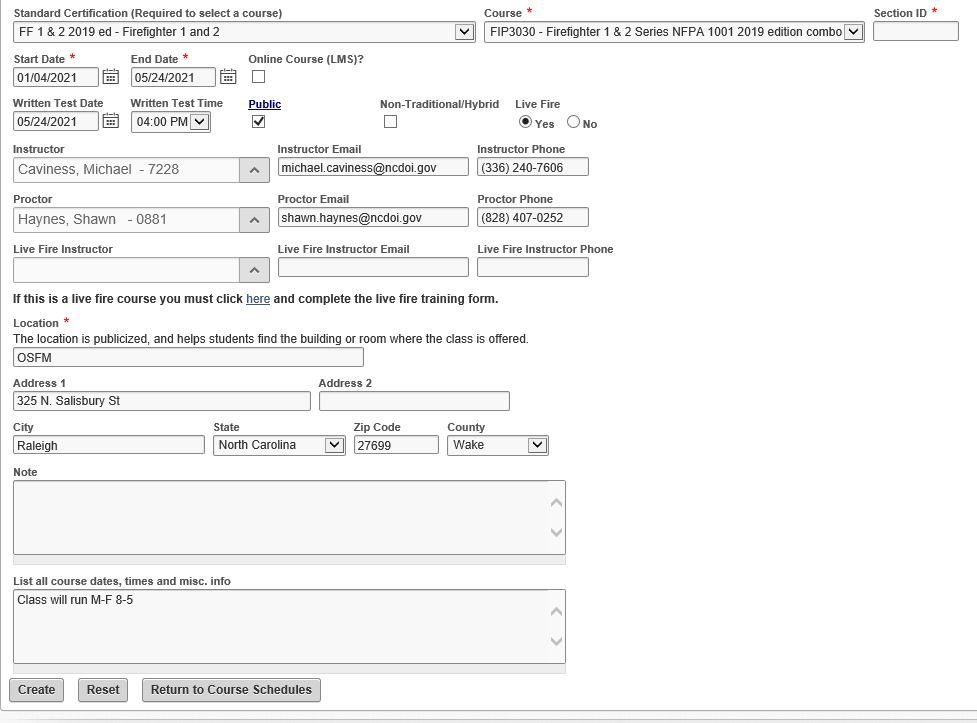 Standard Certification (Required to select a course) Course * Section ID *
FF 1 & 2 2019 ed - Firefighter 1 and 2 FIP3030 - Firefighter 1 & 2 Series NFPA 1001 2019 edition combo
Start Date * End Date * Online Course (LMS)?
01/04/2021 05/24/2021
Written Test Date Written Test Time Public Non-Traditional/Hybrid Live Fire
05/24/2021 04:00 PM Yes No
Instructor Instructor Email Instructor Phone
Caviness, Michael - 7228 michael.caviness@ncdoi.gov (336) 240-7606
Proctor Proctor Email Proctor Phone
Haynes, Shawn - 0881 shawn.haynes@ncdoi.gov (828) 407-0252
Live Fire Instructor Live Fire Instructor Email Live Fire Instructor Phone
If this is a live fire course you must click here and complete the live fire training form.
Location *
The location is publicized, and helps students find the building or room where the class is offered.
OSFM
Address 1 Address 2
325 N. Salisbury St
City State Zip Code County
Raleigh North Carolina 27699 Wake
Note
List all course dates, times and misc. info
Class will run M-F 8-5
Create Reset Return to Course Schedules